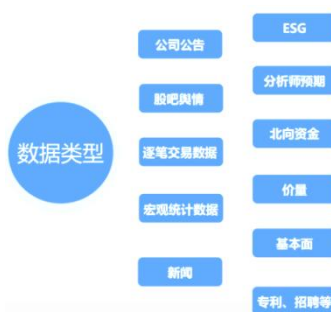 数据类型
公司公告
股吧舆情
逐笔交易数据
宏观统计数据
新闻
ESG
分析师预期
北向资金
价量
基本面
专利、招聘等